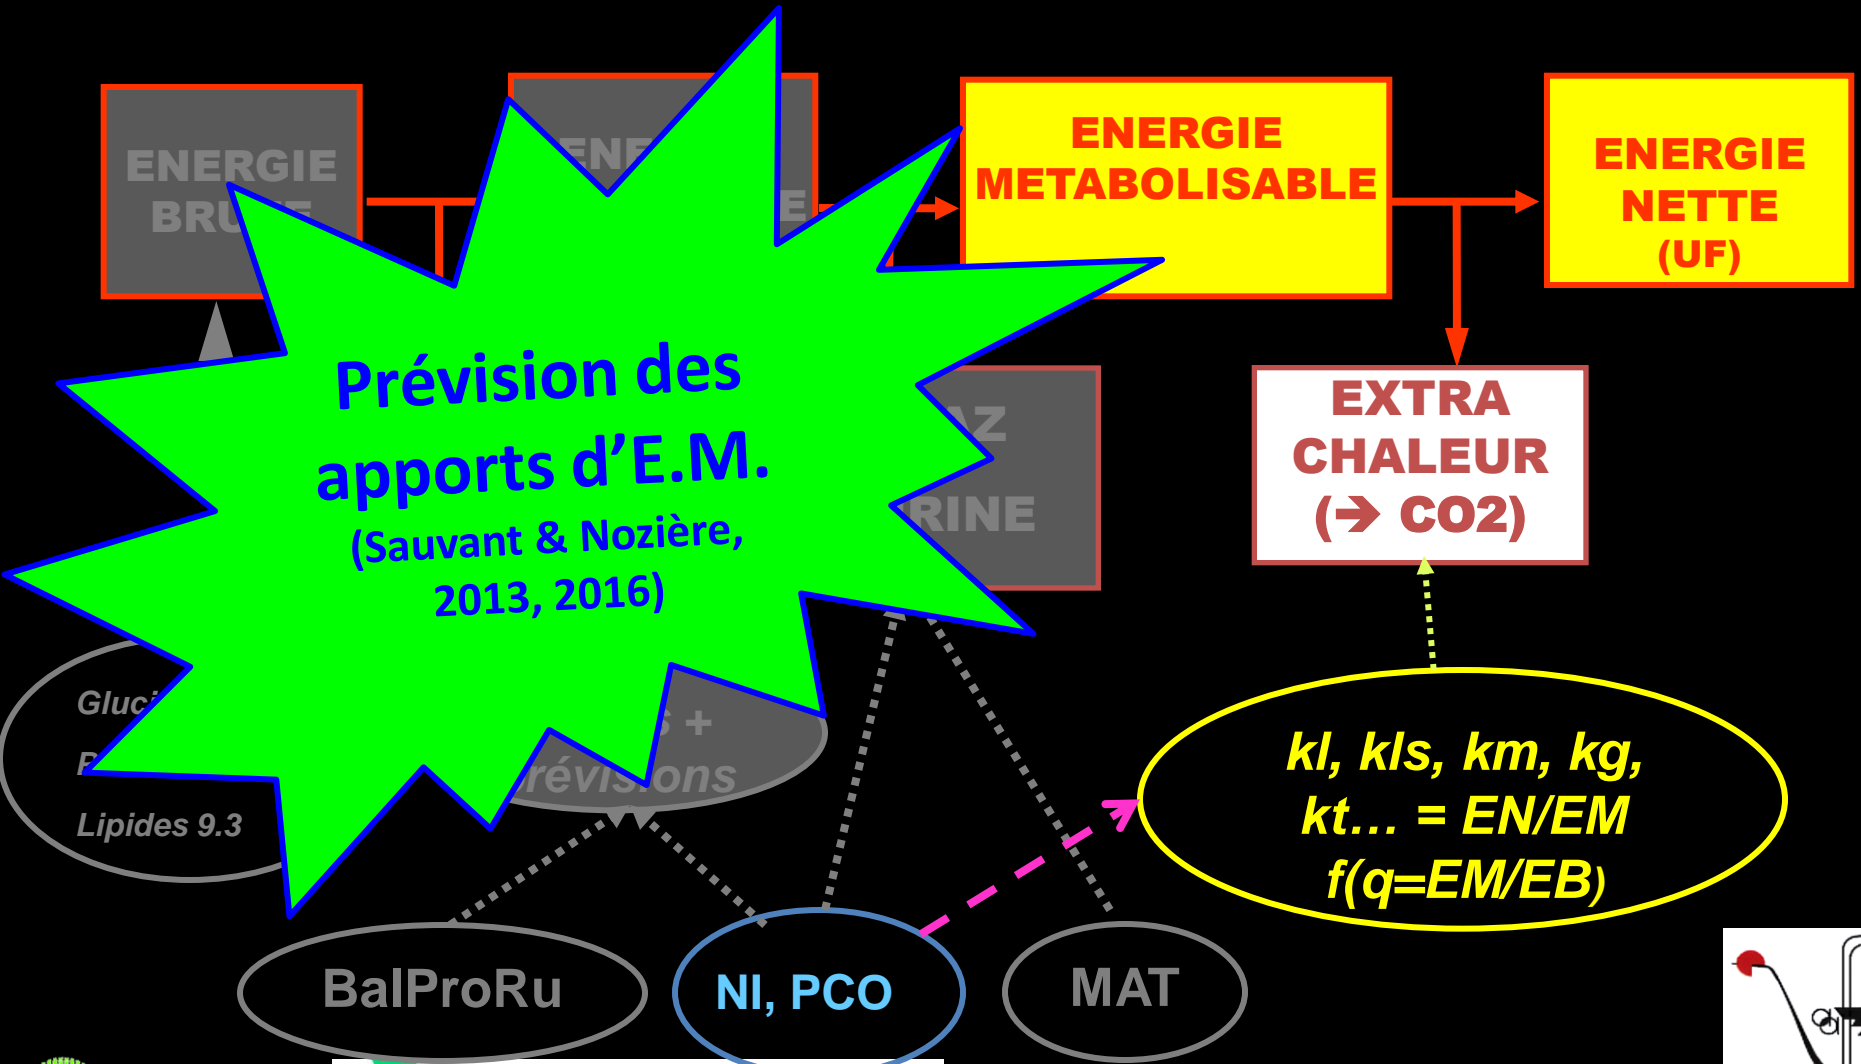 ENERGIE
BRUTE
ENERGIE
METABOLISABLE
ENERGIE
NETTE
(UF)
Prévision des
apports d’E.M.
(Sauvant & Nozière,
2013, 2016)
EXTRA
CHALEUR
(➔ CO2)
Lipides 9.3
+
kl, kls, km, kg,
kt… = EN/EM
f(q=EM/EB)
BalProRu
NI, PCO
MAT